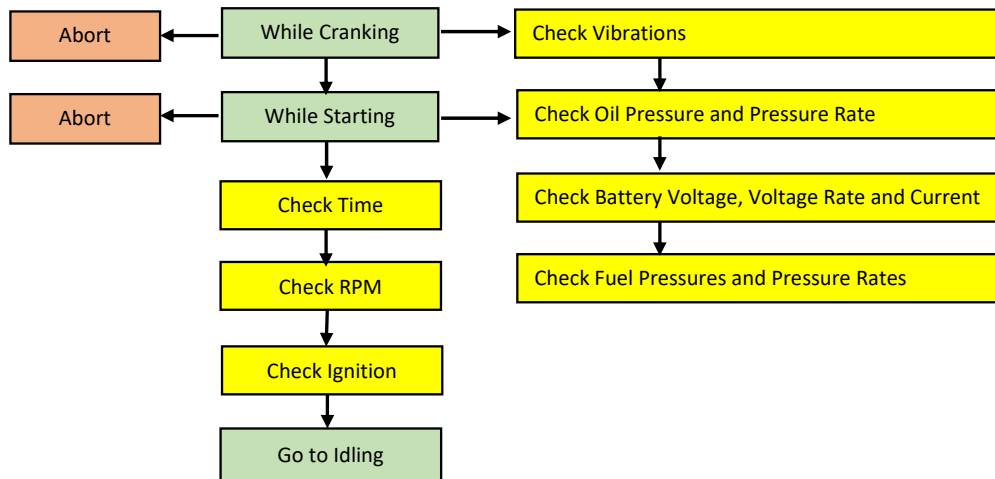 Abort
While Cranking
Check Vibrations
Abort
While Starting
Check Oil Pressure and Pressure Rate
Check Time
Check Battery Voltage, Voltage Rate and Current
Check RPM
Check Fuel Pressures and Pressure Rates
Check Ignition
Go to Idling